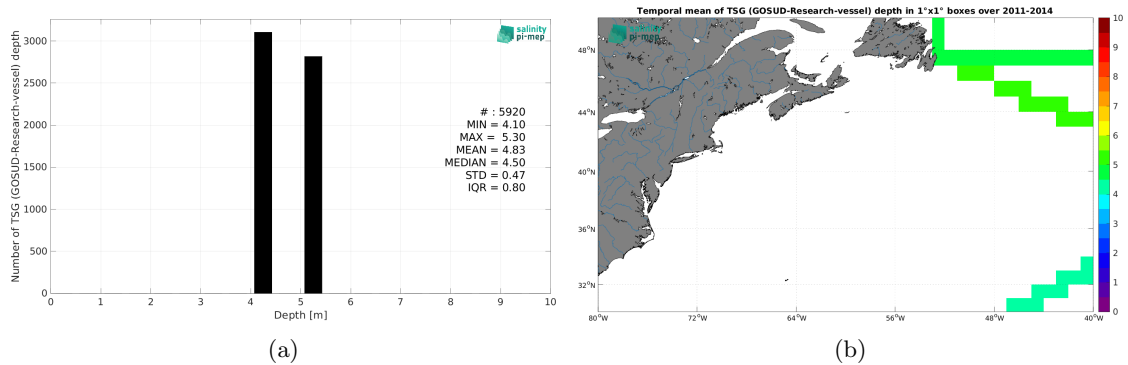 salinity
pi-mep
Number of TSG (GOSUD-Research-vessel) depth
3000
2500
2000
1500
1000
500
0
# : 5920
MIN = 4.10
MAX = 5.30
MEAN = 4.83
MEDIAN = 4.50
STD = 0.47
IQR = 0.80
0 1 2 3 4 5 6 7 8 9 10
Depth [m]
(a)
Temporal mean of TSG (GOSUD-Research-vessel) depth in 1°x1° boxes over 2011-2014
salinity
pi-mep
48°N
44°N
40°N
36°N
32°N
80°W 72°W 64°W 56°W 48°W 40°W
10
9
8
7
6
5
4
3
2
1
0
(b)